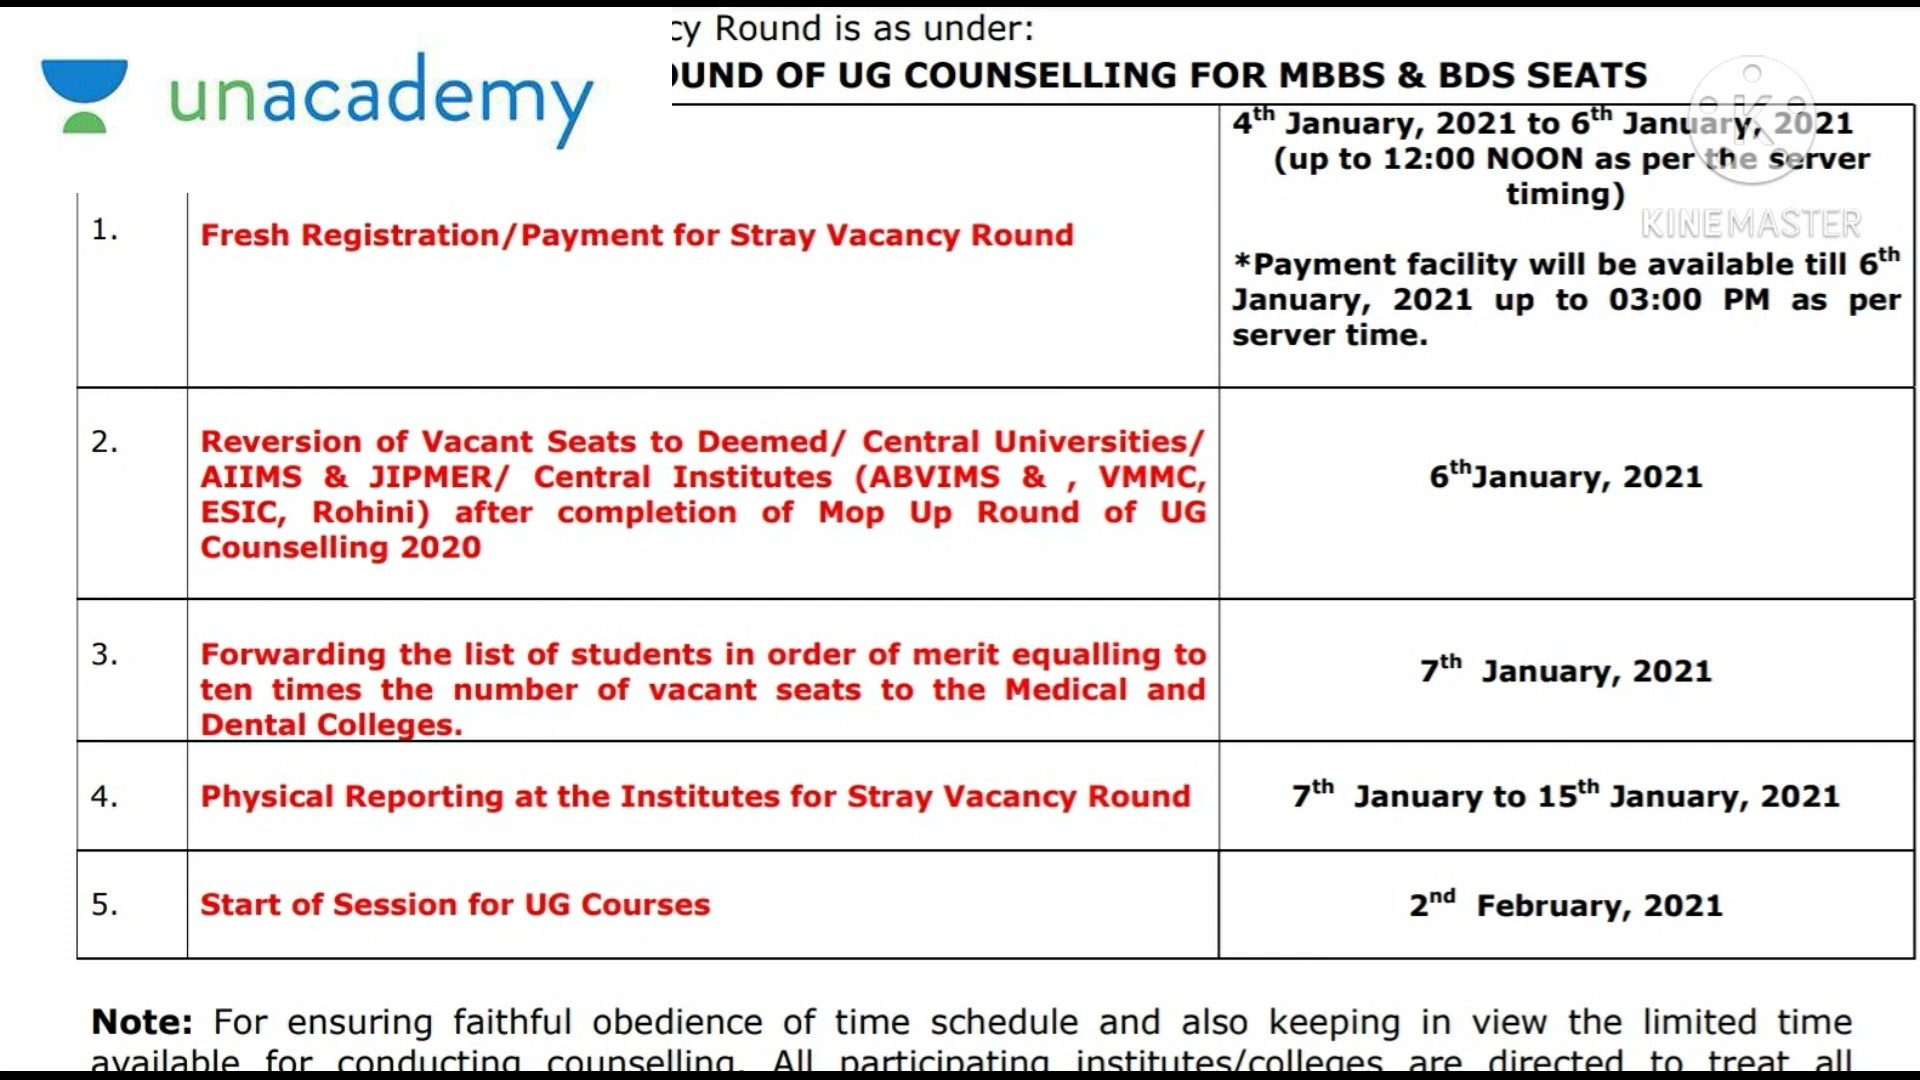 cy Round is as under:
unacademy
OUND OF UG COUNSELLING FOR MBBS & BDS SEATS
1.
Fresh Registration/Payment for Stray Vacancy Round
4th January, 2021 to 6th January, 2021
(up to 12:00 NOON as per the server
timing)
KINEMASTER
*Payment facility will be available till 6th
January, 2021 up to 03:00 PM as per
server time.
2.
Reversion of Vacant Seats to Deemed/ Central Universities/
AIIMS & JIPMER/ Central Institutes (ABVIMS & , VMMC,
ESIC, Rohini) after completion of Mop Up Round of UG
Counselling 2020
6thJanuary, 2021
3.
Forwarding the list of students in order of merit equalling to
ten times the number of vacant seats to the Medical and
Dental Colleges.
7th January, 2021
4.
Physical Reporting at the Institutes for Stray Vacancy Round
7th January to 15th January, 2021
5.
Start of Session for UG Courses
2nd February, 2021
Note: For ensuring faithful obedience of time schedule and also keeping in view the limited time
available for conducting counselling. All participating institutes/colleges are directed to treat all